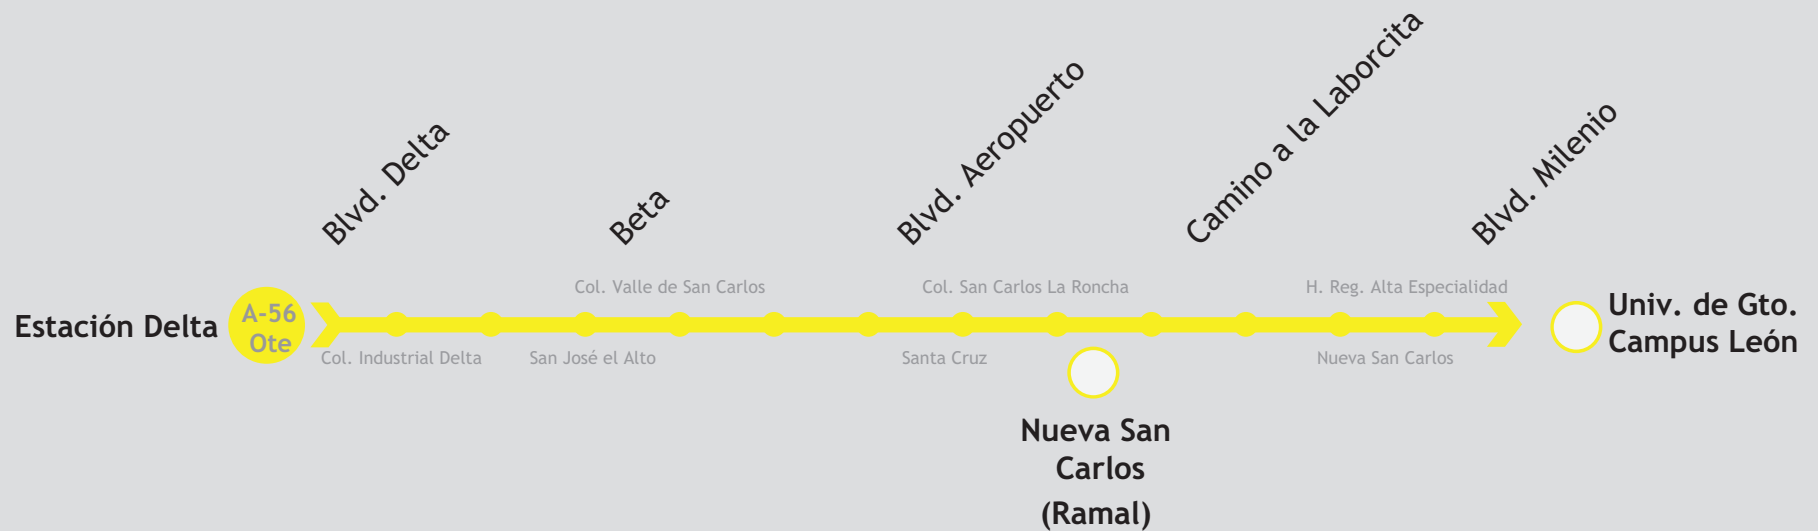 Blvd. Delta
Beta
Blvd. Aeropuerto
Camino a la Laborcita
Blvd. Milenio
Col. Valle de San Carlos
Col. San Carlos La Roncha
H. Reg. Alta Especialidad
Estación Delta
A-56
Ote
Univ. de Gto.
Campus León
Col. Industrial Delta
San José el Alto
Santa Cruz
Nueva San Carlos
Nueva San
Carlos
(Ramal)